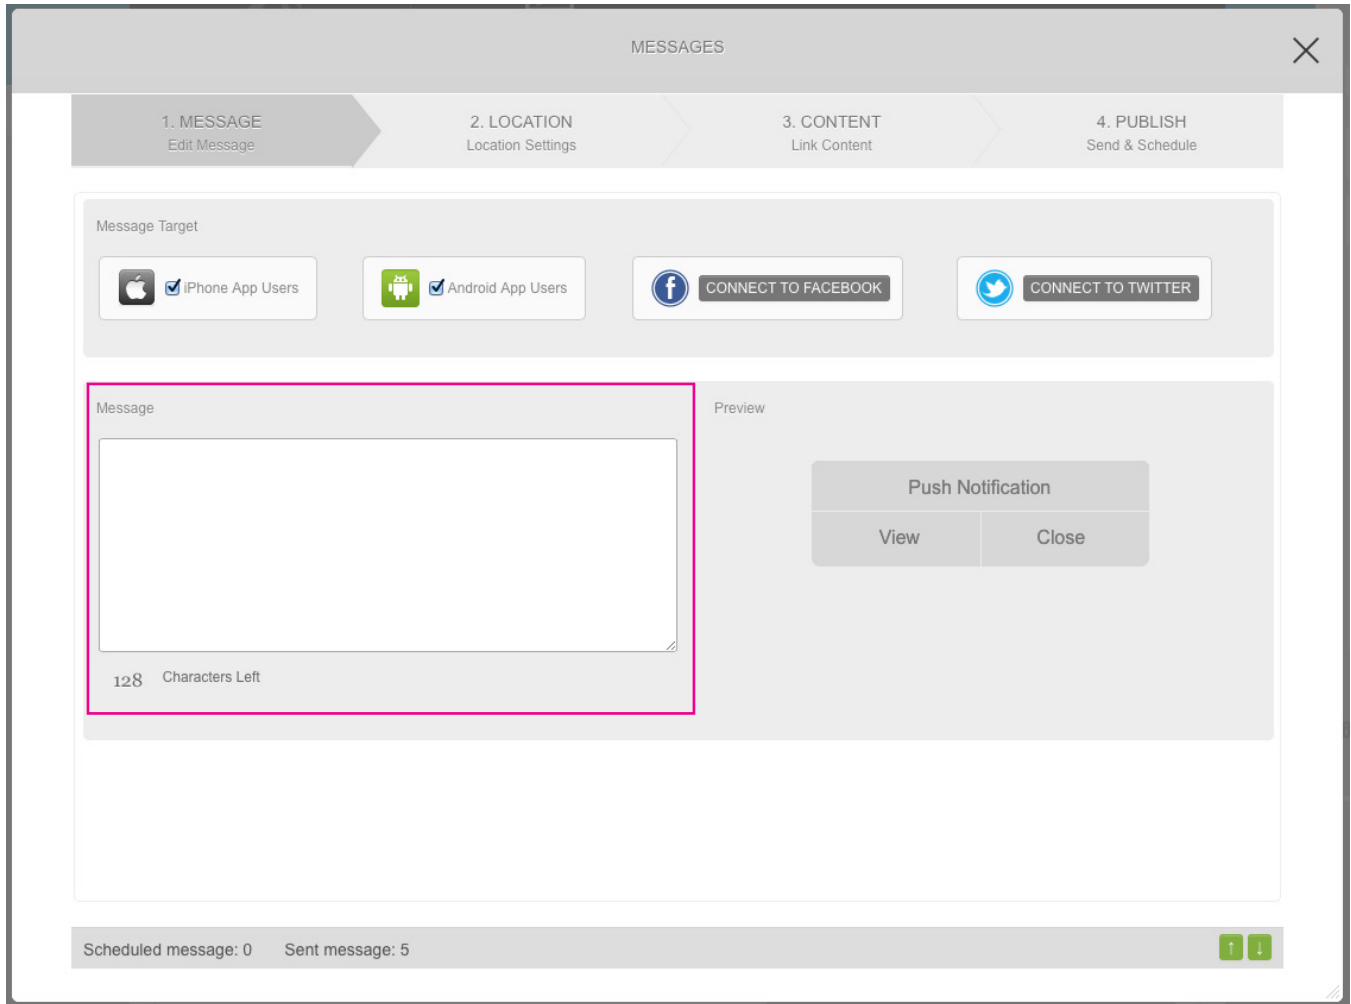 MESSAGES
1. MESSAGE
Edit Message
2. LOCATION
Location Settings
3. CONTENT
Link Content
4. PUBLISH
Send & Schedule
Message Target
iPhone App Users
Android App Users
CONNECT TO FACEBOOK
CONNECT TO TWITTER
Message
Preview
Push Notification
View
Close
128 Characters Left
Scheduled message: 0
Sent message: 5